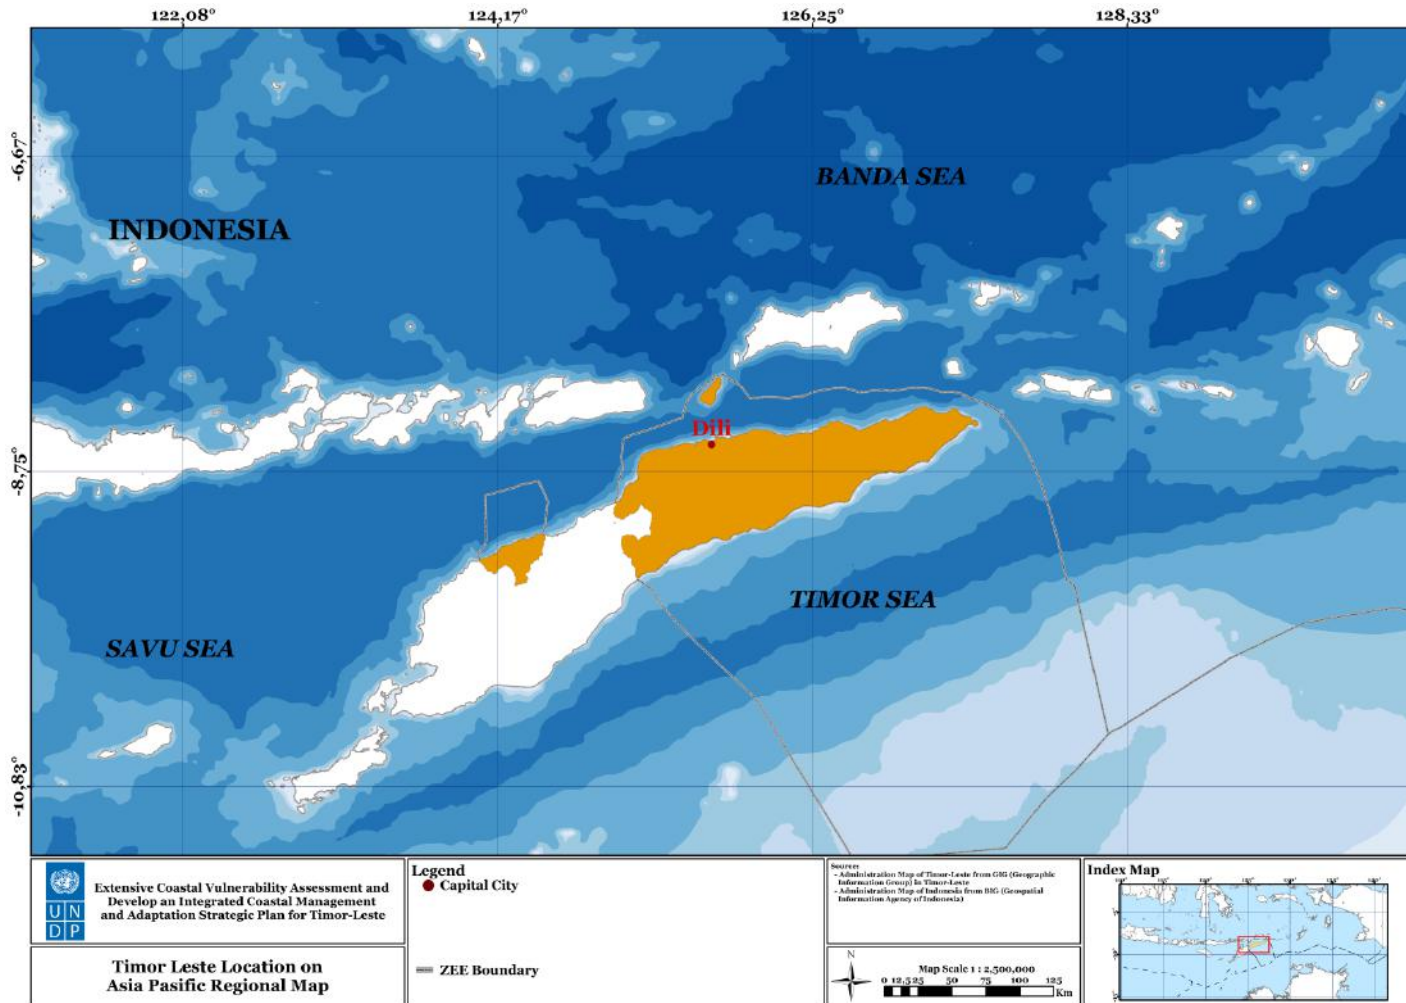 122,08° 124,17° 126,25° 128,33°
-6,67°
-8,75°
-10,83°
BANDA SEA
INDONESIA
Dili
TIMOR SEA
SAVU SEA
U N
D P
Extensive Coastal Vulnerability Assessment and
Develop an Integrated Coastal Management
and Adaptation Strategic Plan for Timor-Leste
Timor Leste Location on
Asia Pasific Regional Map
Legend
Capital City
ZEE Boundary
Sources:
- Administration Map of Timor-Leste from GIG (Geographic
Information Group) in Timor-Leste
- Administration Map of Indonesia from BIG (Geospatial
Information Agency of Indonesia)
N
Map Scale 1 : 2,500,000
0 12,5 25 50 75 100 125
Km
Index Map